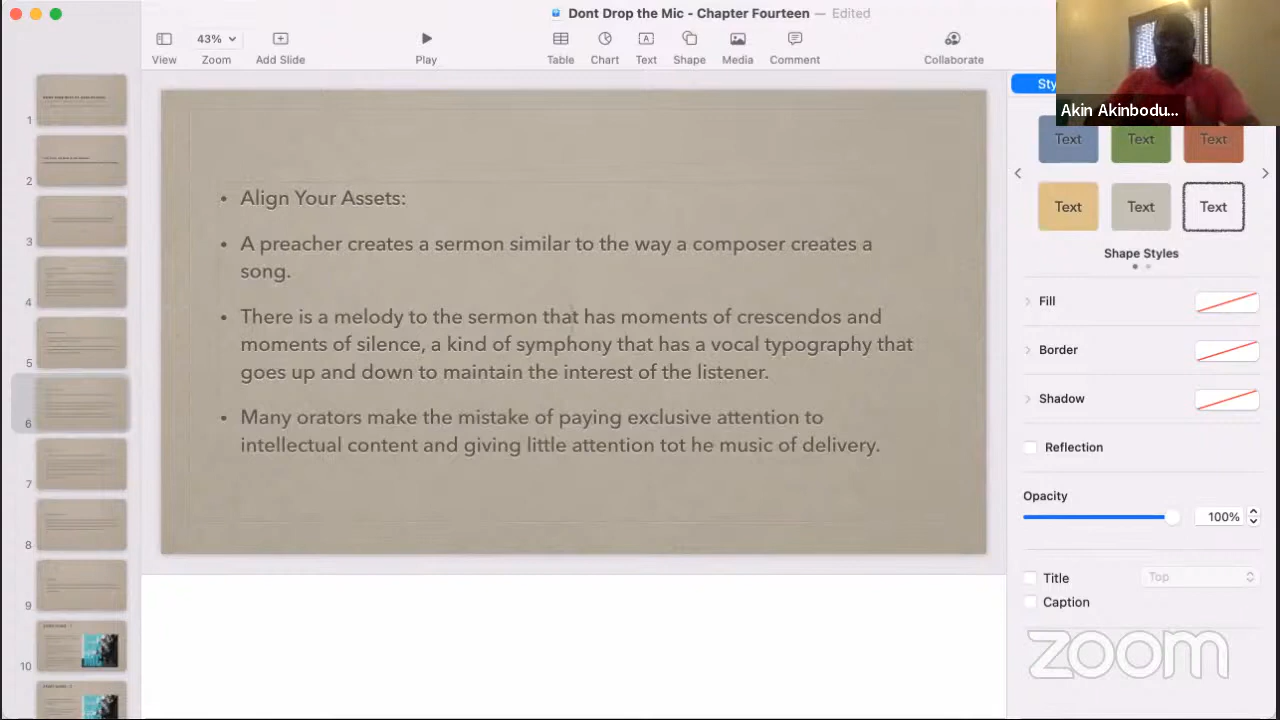 Dont Drop the Mic - Chapter Fourteen — Edited
43%
View
Zoom
Add Slide
Play
Table
Chart
Text
Shape
Media
Comment
Collaborate
Akin Akinbodu...
1
2
3
4
5
6
7
8
9
10
• Align Your Assets:
• A preacher creates a sermon similar to the way a composer creates a
song.
• There is a melody to the sermon that has moments of crescendos and
moments of silence, a kind of symphony that has a vocal typography that
goes up and down to maintain the interest of the listener.
• Many orators make the mistake of paying exclusive attention to
intellectual content and giving little attention tot he music of delivery.
Text
Text
Text
Text
Text
Text
Shape Styles
Fill
Border
Shadow
Reflection
Opacity
100%
Title
Top
Caption
zoom